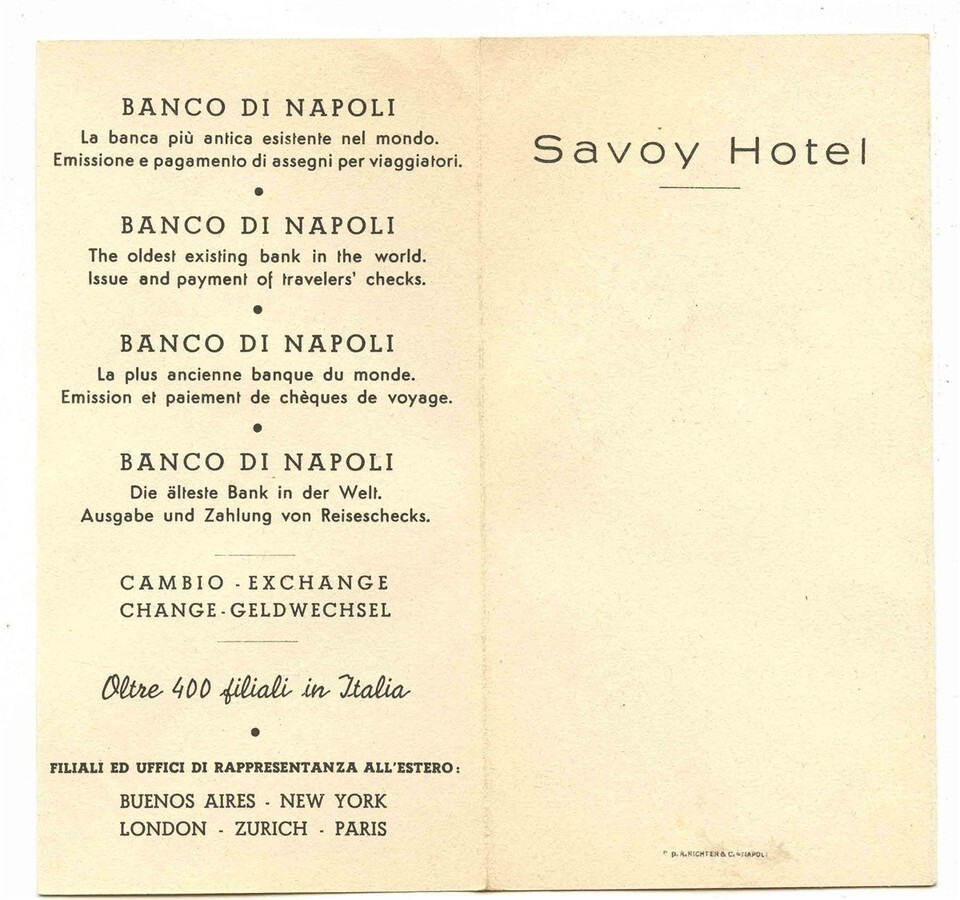 BANCO DI NAPOLI
La banca più antica esistente nel mondo.
Emissione e pagamento di assegni per viaggiatori.
•
BANCO DI NAPOLI
The oldest existing bank in the world.
Issue and payment of travelers' checks.
•
BANCO DI NAPOLI
La plus ancienne banque du monde.
Emission et paiement de chèques de voyage.
•
BANCO DI NAPOLI
Die älteste Bank in der Welt.
Ausgabe und Zahlung von Reiseschecks.
CAMBIO - EXCHANGE
CHANGE - GELDWECHSEL
Oltre 400 filiali in Italia
•
FILIALI ED UFFICI DI RAPPRESENTANZA ALL'ESTERO:
BUENOS AIRES - NEW YORK
LONDON - ZURICH - PARIS
Savoy Hotel
RICHTER & C. - NAPOLI